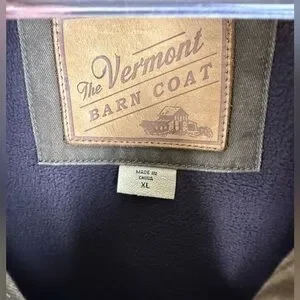 The Vermont
BARN COAT
MADE IN
CHINA
XL